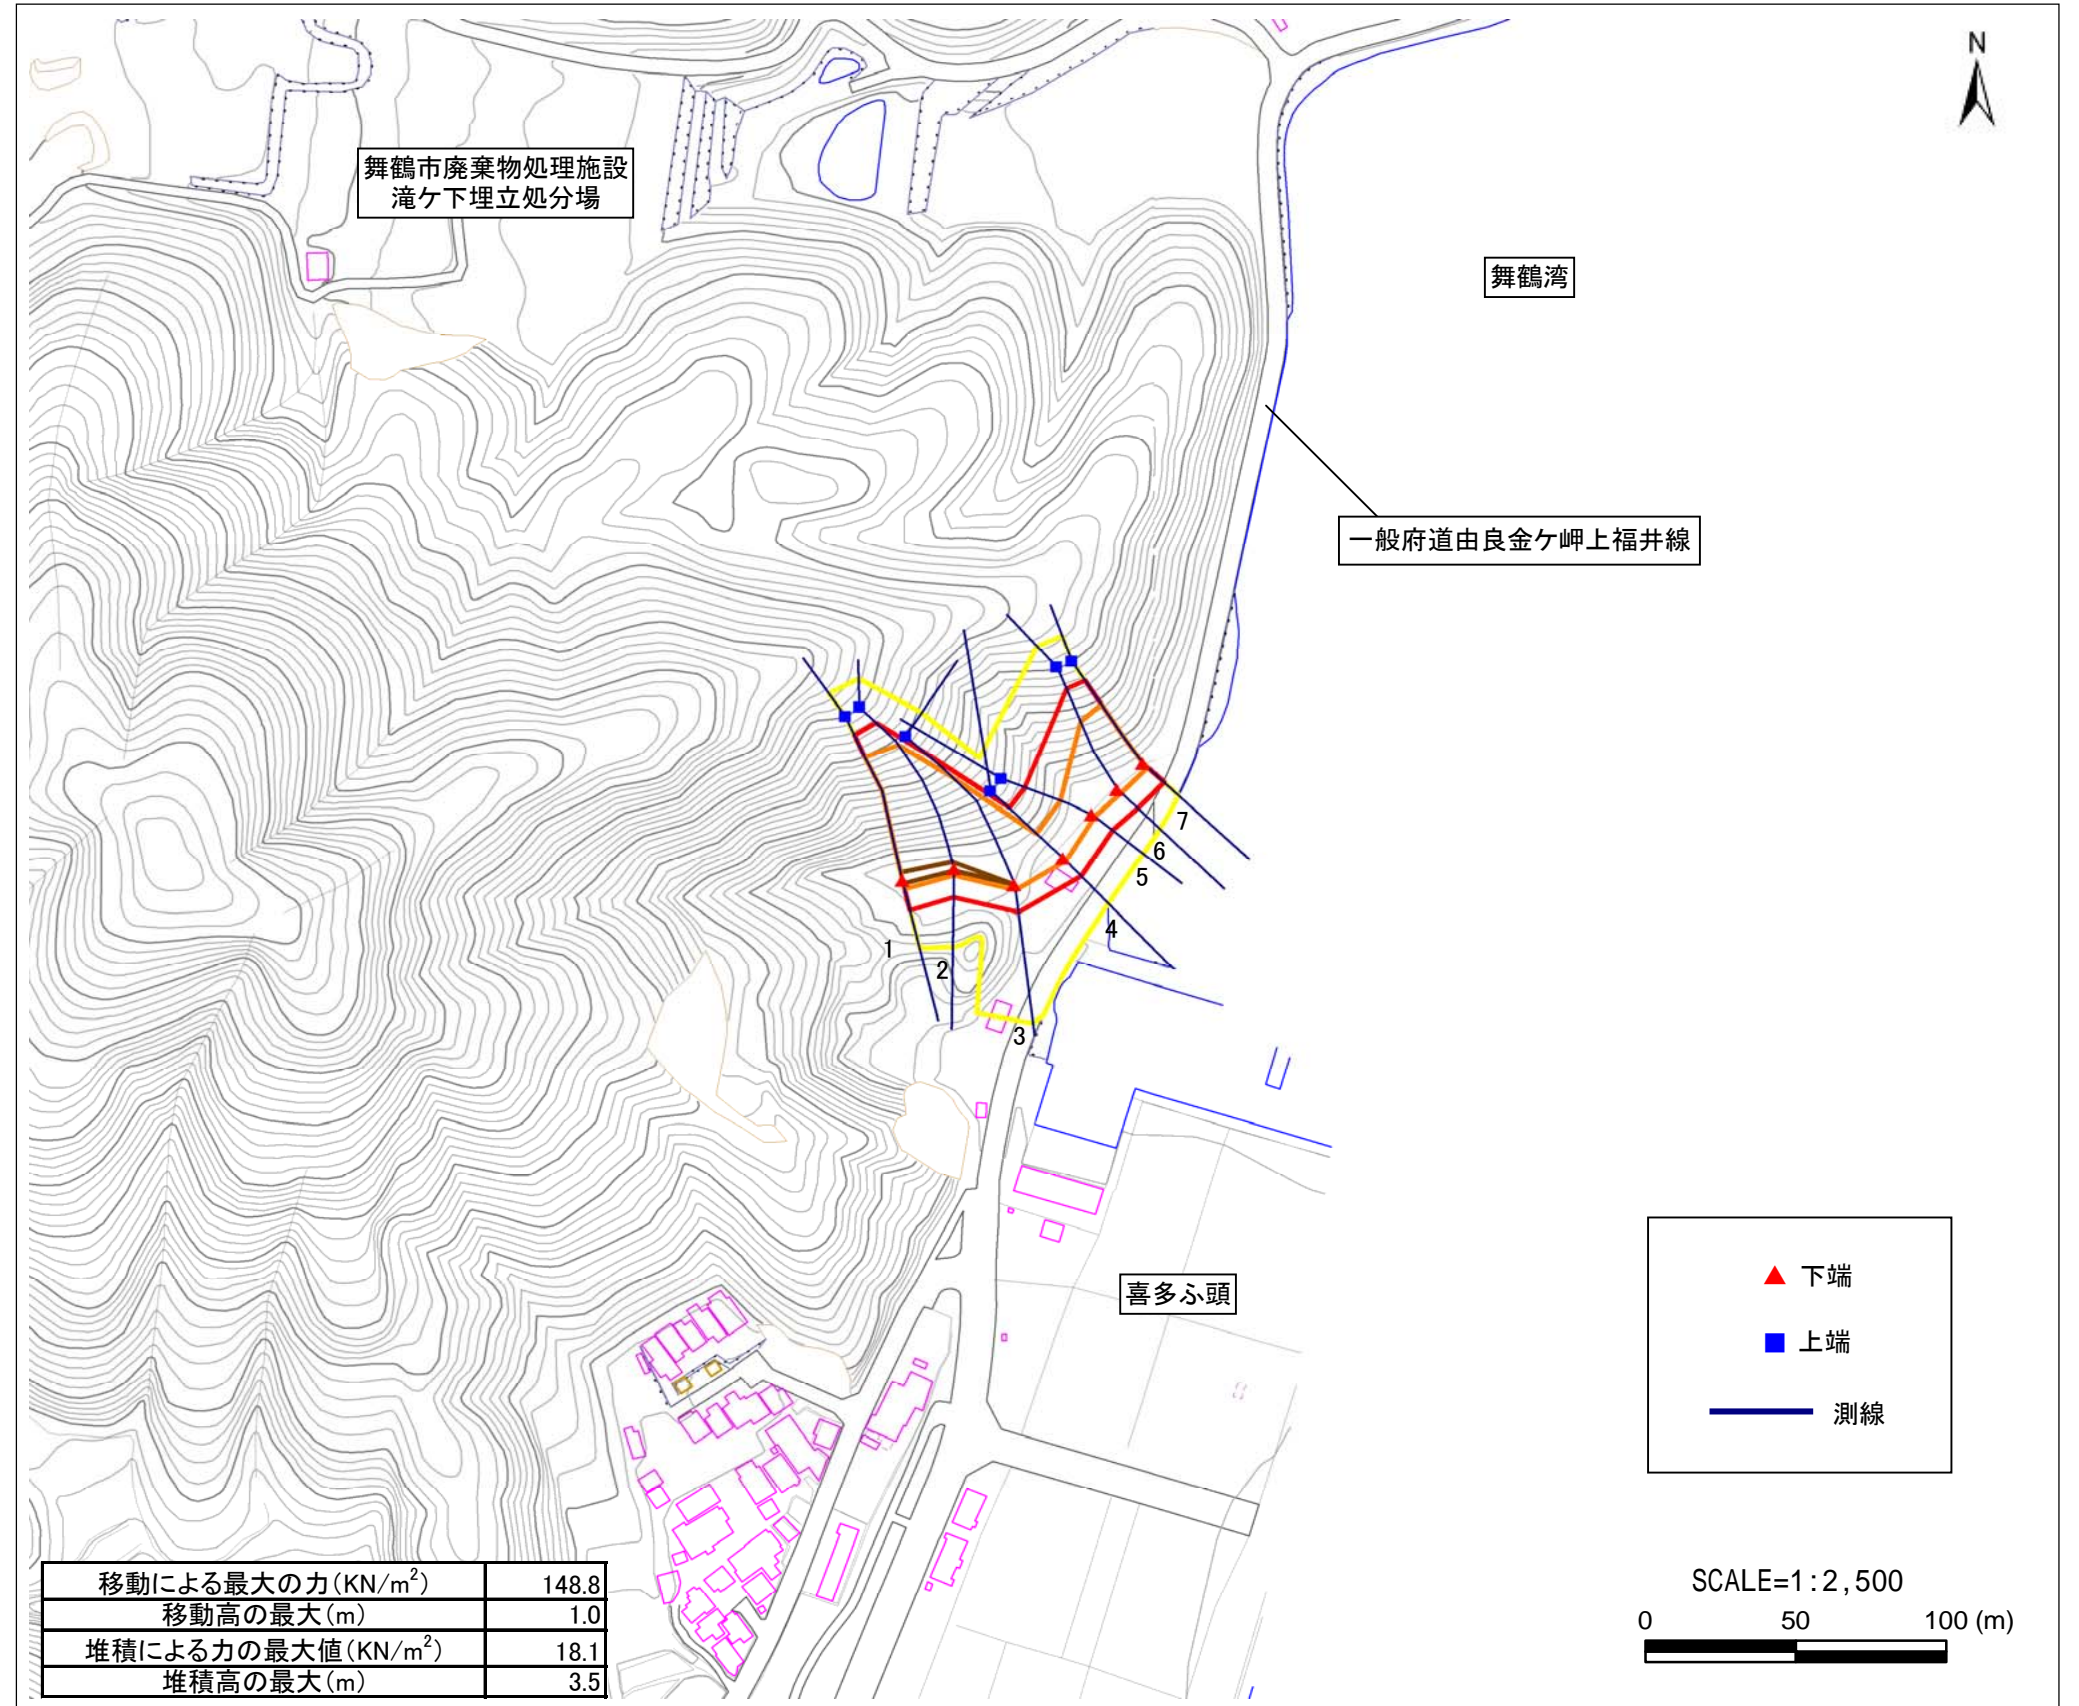 N
舞鶴市廃棄物処理施設
滝ケ下埋立処分場
舞鶴湾
一般府道由良金ケ岬上福井線
7
6
5
4
1
2
3
喜多ふ頭
下端
上端
測線
SCALE=1:2,500
0 50 100 (m)
移動による最大の力(KN/m²) 148.8
移動高の最大(m) 1.0
堆積による力の最大値(KN/m²) 18.1
堆積高の最大(m) 3.5